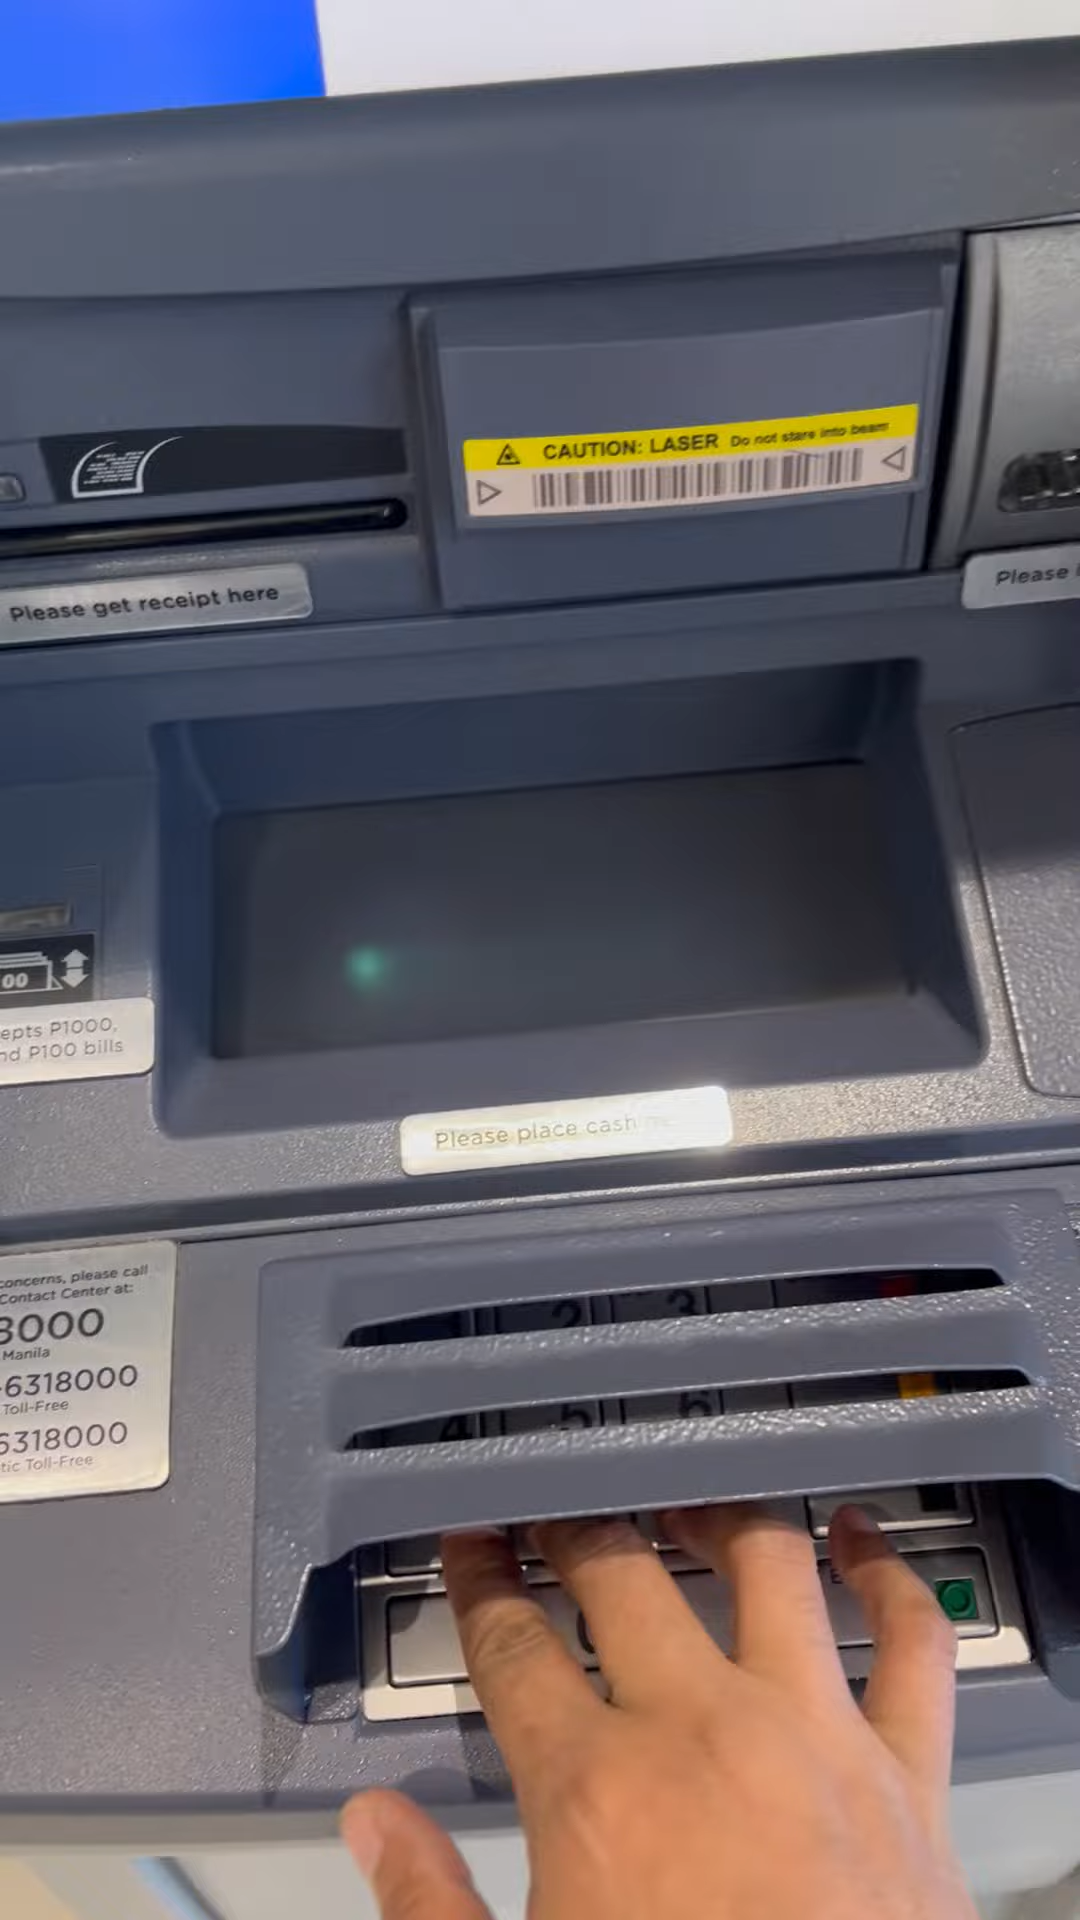 CAUTION: LASER Do not stare into beam
Please get receipt here
Please
00
epts P1000,
nd P100 bills
Please place cash
concerns, please call
Contact Center at:
8000
Manila
-6318000
Toll-Free
6318000
tic Toll-Free
2 3
4 5 6